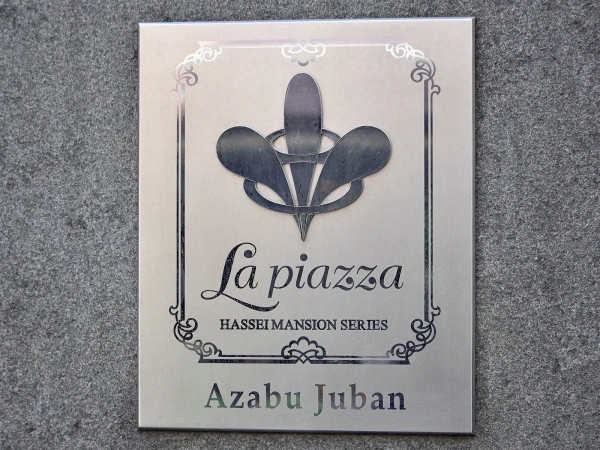 La piazza
HASSEI MANSION SERIES
Azabu Juban